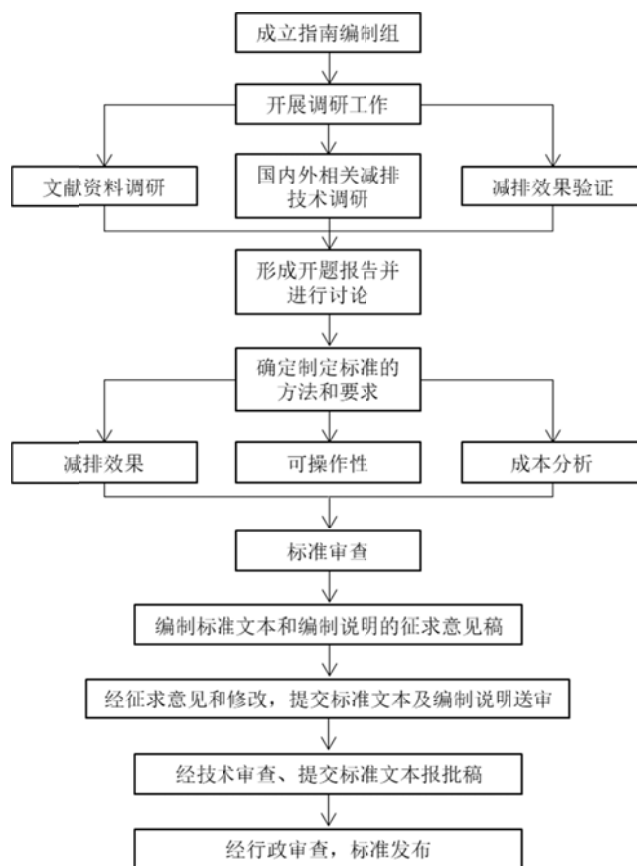 成立指南编制组
开展调研工作
文献资料调研
国内外相关减排
技术调研
减排效果验证
形成开题报告并
进行讨论
确定制定标准的
方法和要求
减排效果
可操作性
成本分析
标准审查
编制标准文本和编制说明的征求意见稿
经征求意见和修改，提交标准文本及编制说明送审
经技术审查、提交标准文本报批稿
经行政审查，标准发布